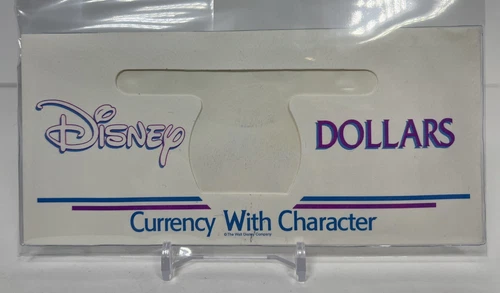 Disney DOLLARS
Currency With Character
© The Walt Disney Company